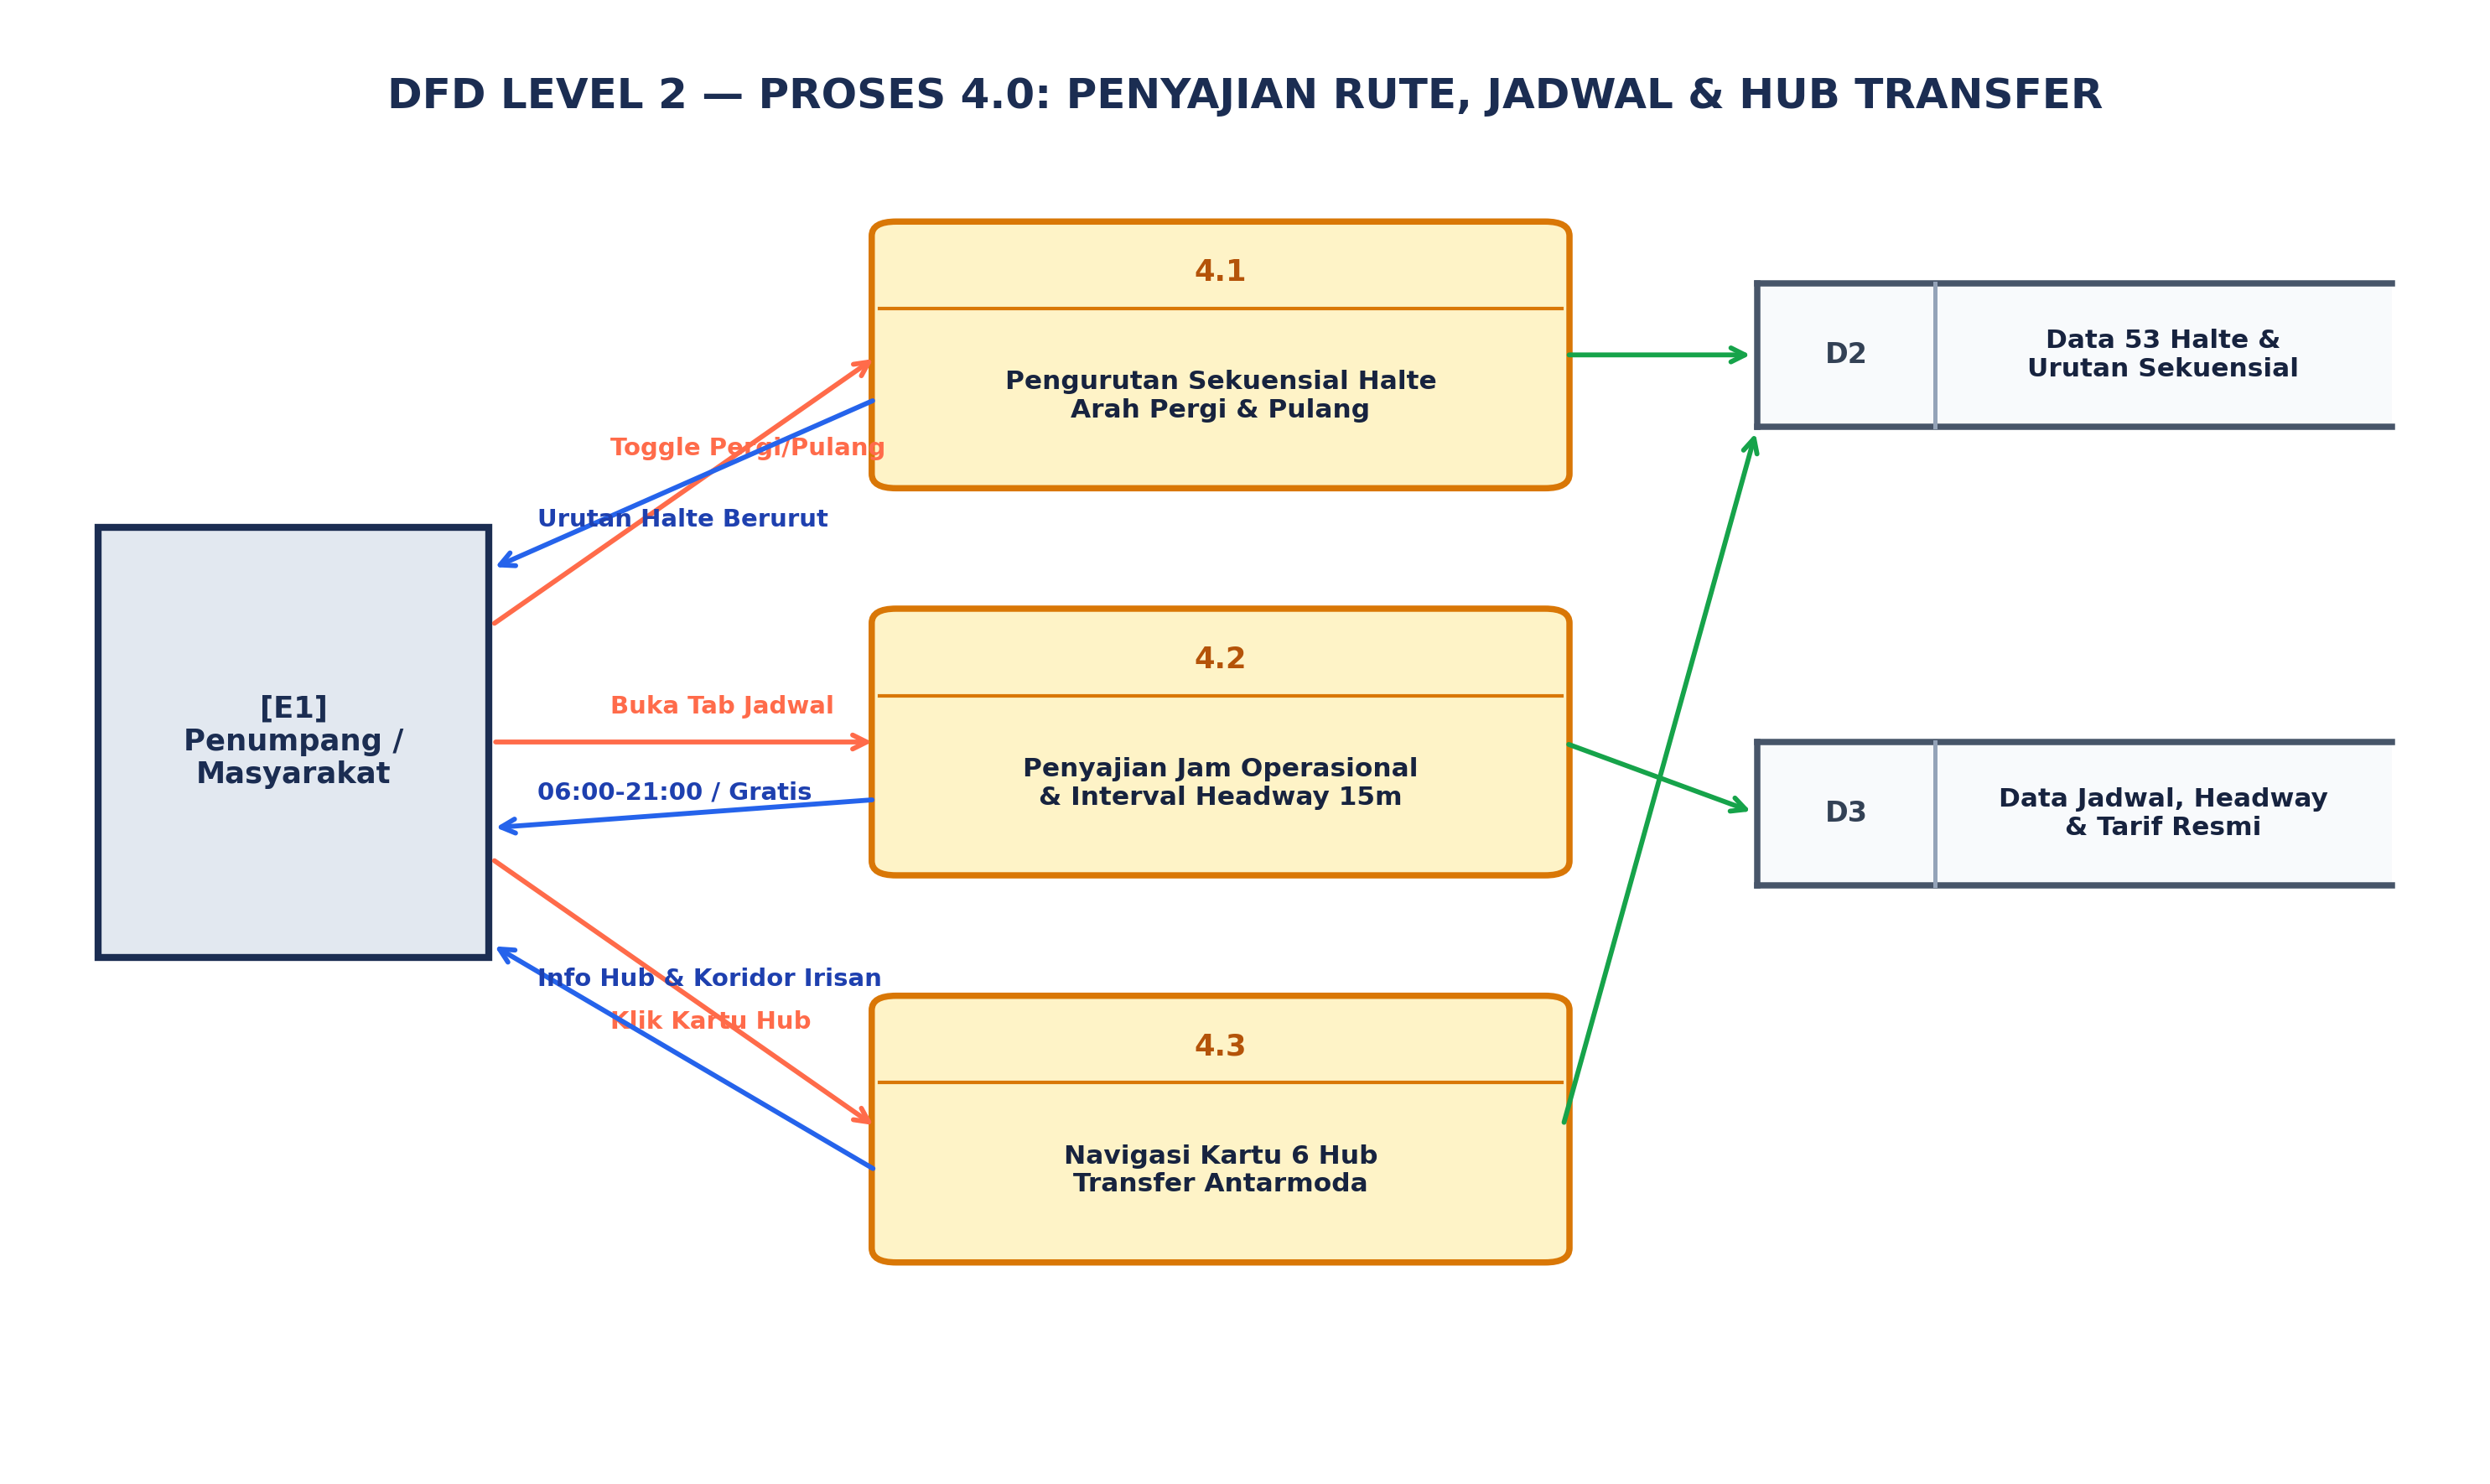 DFD LEVEL 2 — PROSES 4.0: PENYAJIAN RUTE, JADWAL & HUB TRANSFER
4.1
Pengurutan Sekuensial Halte
Arah Pergi & Pulang
D2
Data 53 Halte &
Urutan Sekuensial
Toggle Pergi/Pulang
Urutan Halte Berurut
[E1]
Penumpang /
Masyarakat
Buka Tab Jadwal
06:00-21:00 / Gratis
4.2
Penyajian Jam Operasional
& Interval Headway 15m
D3
Data Jadwal, Headway
& Tarif Resmi
Info Hub & Koridor Irisan
Klik Kartu Hub
4.3
Navigasi Kartu 6 Hub
Transfer Antarmoda